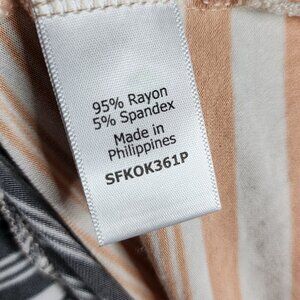 95% Rayon
5% Spandex
Made in
Philippines
SFKOK361P